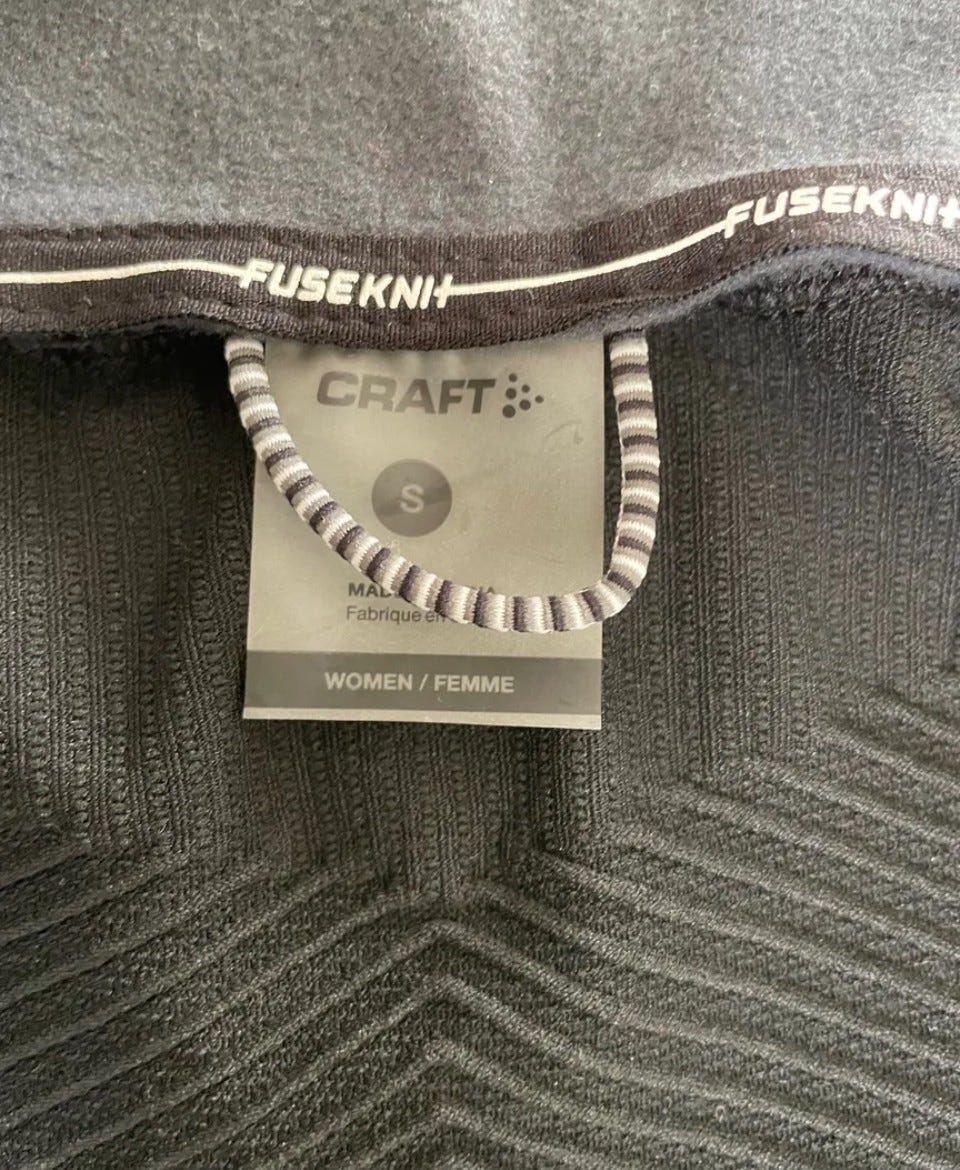 FUSEKNIT
FUSEKNIT
CRAFT
S
Fabrique en
WOMEN / FEMME